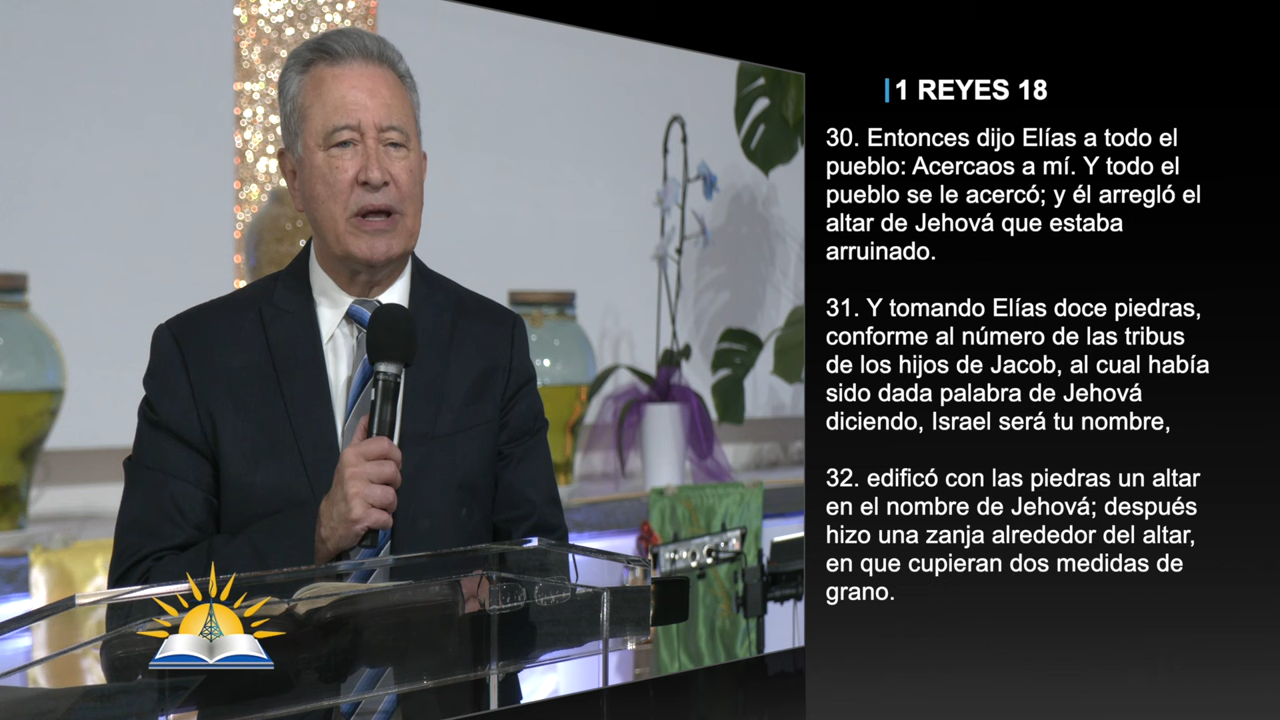 1 REYES 18
30. Entonces dijo Elías a todo el
pueblo: Acercaos a mí. Y todo el
pueblo se le acercó; y él arregló el
altar de Jehová que estaba
arruinado.
31. Y tomando Elías doce piedras,
conforme al número de las tribus
de los hijos de Jacob, al cual había
sido dada palabra de Jehová
diciendo, Israel será tu nombre,
32. edificó con las piedras un altar
en el nombre de Jehová; después
hizo una zanja alrededor del altar,
en que cupieran dos medidas de
grano.